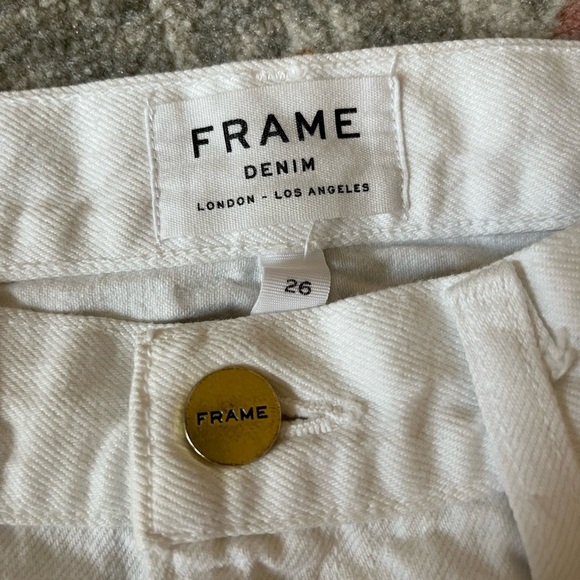 FRAME
DENIM
LONDON - LOS ANGELES
26
FRAME